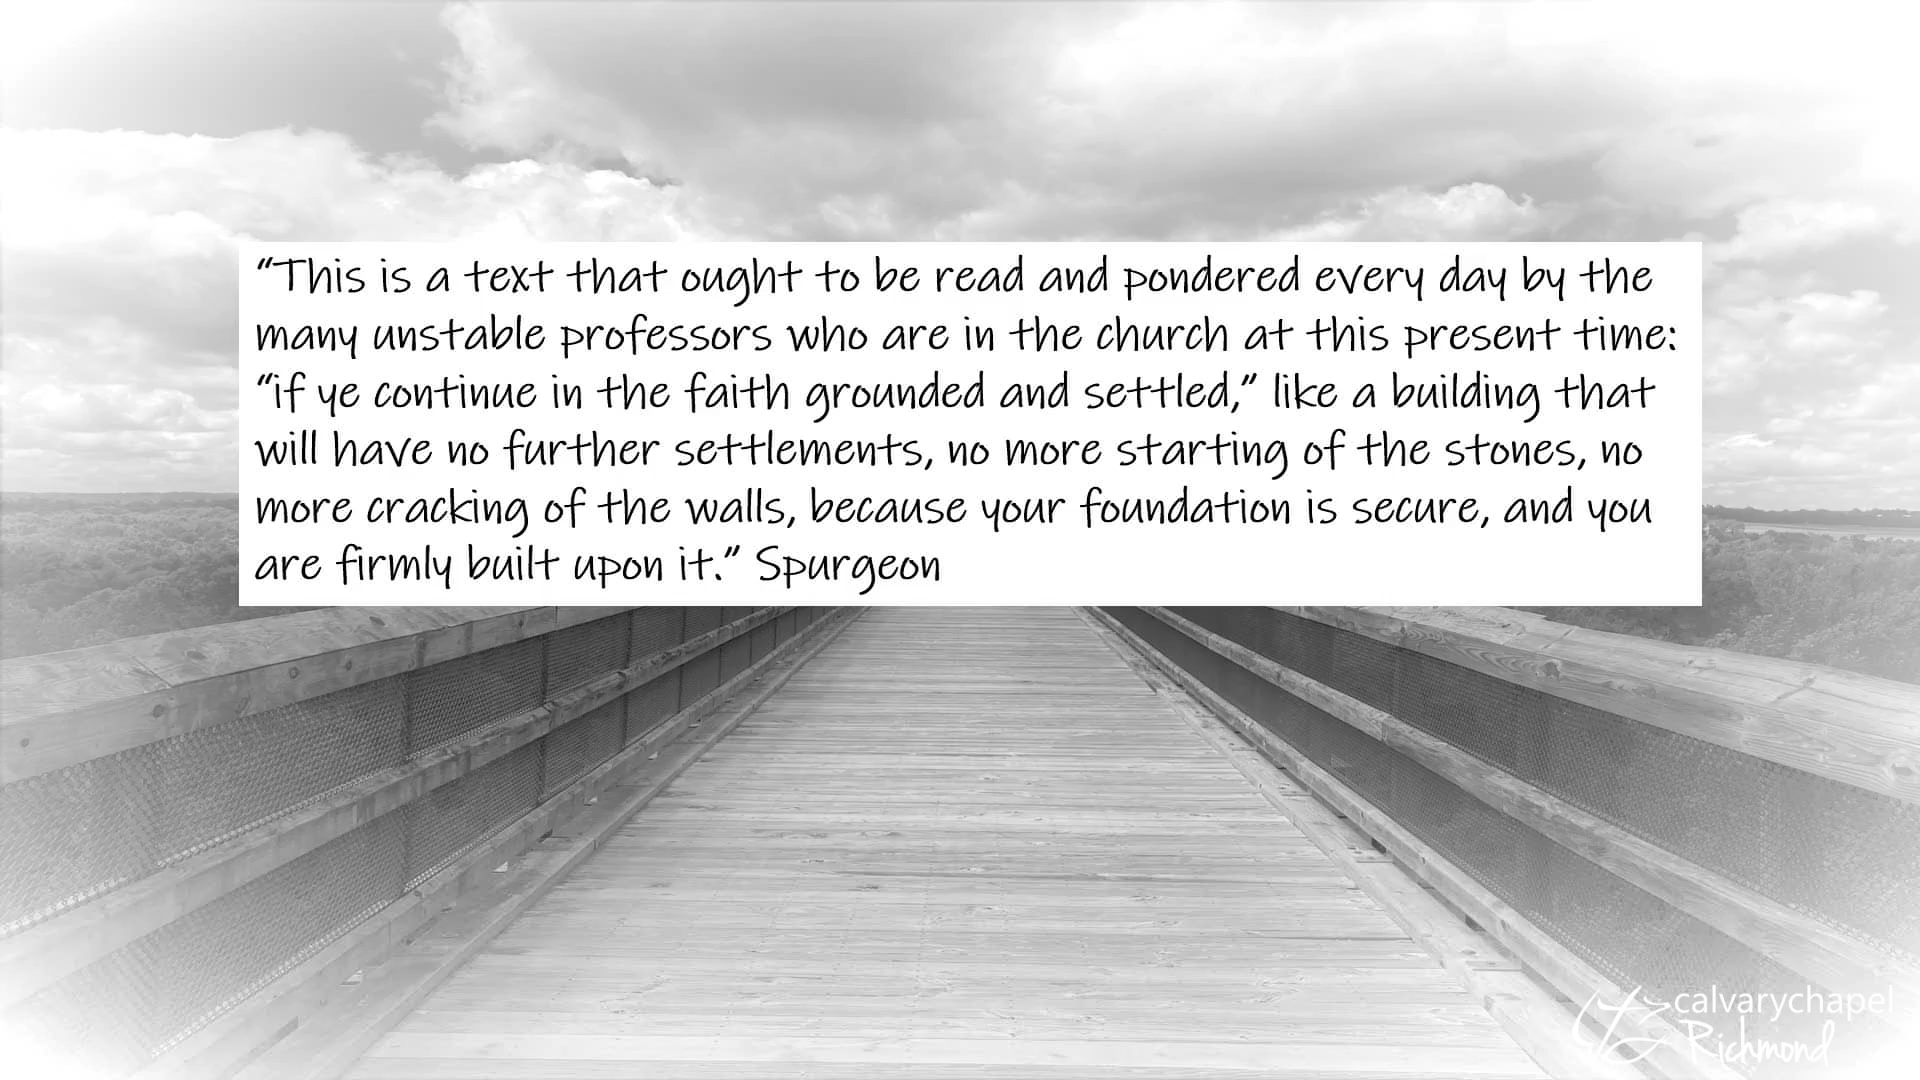 “This is a text that ought to be read and pondered every day by the
many unstable professors who are in the church at this present time:
“if ye continue in the faith grounded and settled,” like a building that
will have no further settlements, no more starting of the stones, no
more cracking of the walls, because your foundation is secure, and you
are firmly built upon it.” Spurgeon
calvarychapel
Richmond